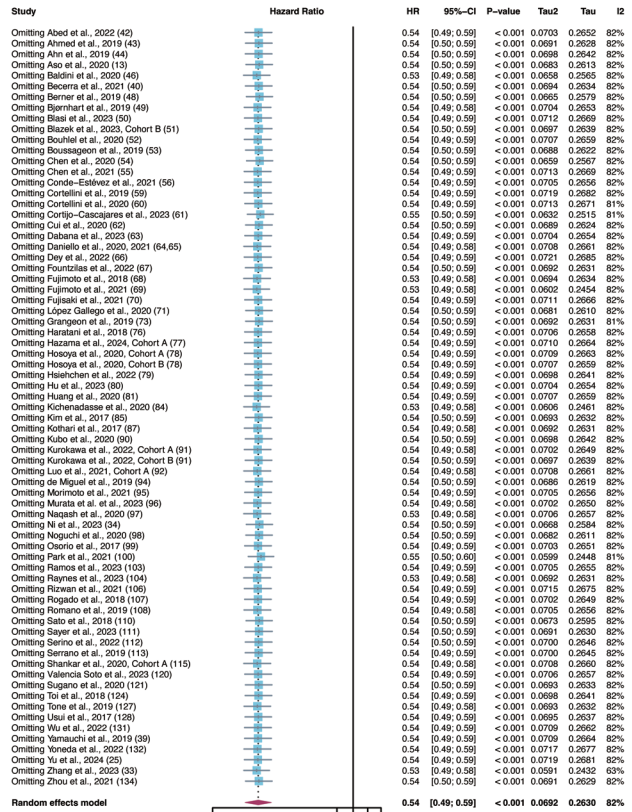 Study Hazard Ratio HR 95%−CI P−value Tau2 Tau I2
Omitting Abed et al., 2022 (42) 0.54 [0.49; 0.59] < 0.001 0.0703 0.2652 82%
Omitting Ahmed et al., 2019 (43) 0.54 [0.49; 0.59] < 0.001 0.0691 0.2628 82%
Omitting Ahn et al., 2019 (44) 0.54 [0.50; 0.59] < 0.001 0.0698 0.2642 82%
Omitting Aso et al., 2020 (13) 0.54 [0.50; 0.59] < 0.001 0.0683 0.2613 82%
Omitting Baldini et al., 2020 (46) 0.53 [0.49; 0.58] < 0.001 0.0658 0.2565 82%
Omitting Becerra et al., 2021 (40) 0.54 [0.50; 0.59] < 0.001 0.0694 0.2634 82%
Omitting Berner et al., 2019 (48) 0.54 [0.50; 0.59] < 0.001 0.0665 0.2579 82%
Omitting Bjørnhart et al., 2019 (49) 0.54 [0.49; 0.58] < 0.001 0.0704 0.2653 82%
Omitting Blasi et al., 2023 (50) 0.54 [0.49; 0.59] < 0.001 0.0712 0.2669 82%
Omitting Blazek et al., 2023, Cohort B (51) 0.54 [0.50; 0.59] < 0.001 0.0697 0.2639 82%
Omitting Bouhlel et al., 2020 (52) 0.54 [0.49; 0.59] < 0.001 0.0707 0.2659 82%
Omitting Boussageon et al., 2019 (53) 0.54 [0.50; 0.59] < 0.001 0.0688 0.2622 82%
Omitting Chen et al., 2020 (54) 0.54 [0.50; 0.59] < 0.001 0.0659 0.2567 82%
Omitting Chen et al., 2021 (55) 0.54 [0.49; 0.59] < 0.001 0.0713 0.2669 82%
Omitting Conde−Estévez et al., 2021 (56) 0.54 [0.49; 0.59] < 0.001 0.0705 0.2656 82%
Omitting Cortellini et al., 2019 (59) 0.54 [0.49; 0.59] < 0.001 0.0719 0.2682 82%
Omitting Cortellini et al., 2020 (60) 0.54 [0.49; 0.59] < 0.001 0.0713 0.2671 81%
Omitting Cortijo−Cascajares et al., 2023 (61) 0.55 [0.50; 0.59] < 0.001 0.0632 0.2515 81%
Omitting Cui et al., 2020 (62) 0.54 [0.50; 0.59] < 0.001 0.0689 0.2624 82%
Omitting Dabana et al., 2023 (63) 0.54 [0.49; 0.59] < 0.001 0.0704 0.2654 82%
Omitting Daniello et al., 2020, 2021 (64,65) 0.54 [0.49; 0.58] < 0.001 0.0708 0.2661 82%
Omitting Dey et al., 2022 (66) 0.54 [0.49; 0.59] < 0.001 0.0721 0.2685 82%
Omitting Fountzilas et al., 2022 (67) 0.54 [0.50; 0.59] < 0.001 0.0692 0.2631 82%
Omitting Fujimoto et al., 2018 (68) 0.53 [0.49; 0.58] < 0.001 0.0694 0.2634 82%
Omitting Fujimoto et al., 2021 (69) 0.53 [0.49; 0.58] < 0.001 0.0602 0.2454 82%
Omitting Fujisaki et al., 2021 (70) 0.54 [0.49; 0.59] < 0.001 0.0711 0.2666 82%
Omitting López Gallego et al., 2020 (71) 0.54 [0.50; 0.59] < 0.001 0.0681 0.2610 82%
Omitting Grangeon et al., 2019 (73) 0.54 [0.50; 0.59] < 0.001 0.0692 0.2631 81%
Omitting Haratani et al., 2018 (76) 0.54 [0.49; 0.59] < 0.001 0.0706 0.2658 82%
Omitting Hazama et al., 2024, Cohort A (77) 0.54 [0.49; 0.59] < 0.001 0.0710 0.2664 82%
Omitting Hosoya et al., 2020, Cohort A (78) 0.54 [0.49; 0.59] < 0.001 0.0709 0.2663 82%
Omitting Hosoya et al., 2020, Cohort B (78) 0.54 [0.50; 0.59] < 0.001 0.0707 0.2659 82%
Omitting Hsiehchen et al., 2022 (79) 0.54 [0.49; 0.58] < 0.001 0.0698 0.2641 82%
Omitting Hu et al., 2023 (80) 0.54 [0.49; 0.59] < 0.001 0.0704 0.2654 82%
Omitting Huang et al., 2020 (81) 0.54 [0.49; 0.59] < 0.001 0.0707 0.2659 82%
Omitting Kichenadasse et al., 2020 (84) 0.53 [0.49; 0.58] < 0.001 0.0606 0.2461 82%
Omitting Kim et al., 2017 (85) 0.54 [0.50; 0.59] < 0.001 0.0693 0.2632 82%
Omitting Kothari et al., 2017 (87) 0.54 [0.49; 0.59] < 0.001 0.0692 0.2631 82%
Omitting Kubo et al., 2020 (90) 0.54 [0.50; 0.59] < 0.001 0.0698 0.2642 82%
Omitting Kurokawa et al., 2022, Cohort A (91) 0.54 [0.49; 0.59] < 0.001 0.0702 0.2649 82%
Omitting Kurokawa et al., 2022, Cohort B (91) 0.54 [0.50; 0.59] < 0.001 0.0697 0.2639 82%
Omitting Luo et al., 2021, Cohort A (92) 0.54 [0.49; 0.58] < 0.001 0.0708 0.2661 82%
Omitting de Miguel et al., 2019 (94) 0.54 [0.50; 0.59] < 0.001 0.0686 0.2619 82%
Omitting Morimoto et al., 2021 (95) 0.54 [0.49; 0.59] < 0.001 0.0705 0.2656 82%
Omitting Murata et al. et al., 2023 (96) 0.54 [0.49; 0.58] < 0.001 0.0702 0.2650 82%
Omitting Naqash et al., 2020 (97) 0.53 [0.49; 0.58] < 0.001 0.0706 0.2657 82%
Omitting Ni et al., 2023 (34) 0.54 [0.50; 0.59] < 0.001 0.0668 0.2584 82%
Omitting Noguchi et al., 2020 (98) 0.54 [0.50; 0.59] < 0.001 0.0682 0.2611 82%
Omitting Osorio et al., 2017 (99) 0.54 [0.49; 0.59] < 0.001 0.0703 0.2651 82%
Omitting Park et al., 2021 (100) 0.55 [0.50; 0.60] < 0.001 0.0599 0.2448 81%
Omitting Ramos et al., 2023 (103) 0.54 [0.49; 0.59] < 0.001 0.0705 0.2655 82%
Omitting Raynes et al., 2023 (104) 0.53 [0.49; 0.58] < 0.001 0.0692 0.2631 82%
Omitting Rizwan et al., 2021 (106) 0.54 [0.49; 0.59] < 0.001 0.0715 0.2675 82%
Omitting Rogado et al., 2018 (107) 0.54 [0.49; 0.59] < 0.001 0.0702 0.2649 82%
Omitting Romano et al., 2019 (108) 0.54 [0.49; 0.58] < 0.001 0.0705 0.2656 82%
Omitting Sato et al., 2018 (110) 0.54 [0.50; 0.59] < 0.001 0.0673 0.2595 82%
Omitting Sayer et al., 2023 (111) 0.54 [0.50; 0.59] < 0.001 0.0691 0.2630 82%
Omitting Serino et al., 2022 (112) 0.54 [0.50; 0.59] < 0.001 0.0700 0.2646 82%
Omitting Serrano et al., 2019 (113) 0.54 [0.49; 0.59] < 0.001 0.0700 0.2645 82%
Omitting Shankar et al., 2020, Cohort A (115) 0.54 [0.49; 0.58] < 0.001 0.0708 0.2660 82%
Omitting Valencia Soto et al., 2023 (120) 0.54 [0.49; 0.59] < 0.001 0.0706 0.2657 82%
Omitting Sugano et al., 2020 (121) 0.54 [0.50; 0.59] < 0.001 0.0693 0.2633 82%
Omitting Toi et al., 2018 (124) 0.54 [0.49; 0.59] < 0.001 0.0698 0.2641 82%
Omitting Tone et al., 2019 (127) 0.54 [0.50; 0.59] < 0.001 0.0693 0.2632 82%
Omitting Usui et al., 2017 (128) 0.54 [0.50; 0.59] < 0.001 0.0695 0.2637 82%
Omitting Wu et al., 2022 (131) 0.54 [0.49; 0.59] < 0.001 0.0709 0.2662 82%
Omitting Yamauchi et al., 2019 (39) 0.54 [0.49; 0.59] < 0.001 0.0709 0.2664 82%
Omitting Yoneda et al., 2022 (132) 0.54 [0.49; 0.59] < 0.001 0.0717 0.2677 82%
Omitting Yu et al., 2024 (25) 0.54 [0.49; 0.59] < 0.001 0.0719 0.2681 82%
Omitting Zhang et al., 2023 (33) 0.53 [0.49; 0.58] < 0.001 0.0591 0.2432 63%
Omitting Zhou et al., 2021 (134) 0.54 [0.50; 0.59] < 0.001 0.0691 0.2629 82%
Random effects model 0.54 [0.49; 0.59] < 0.001 0.0692 0.2630 82%